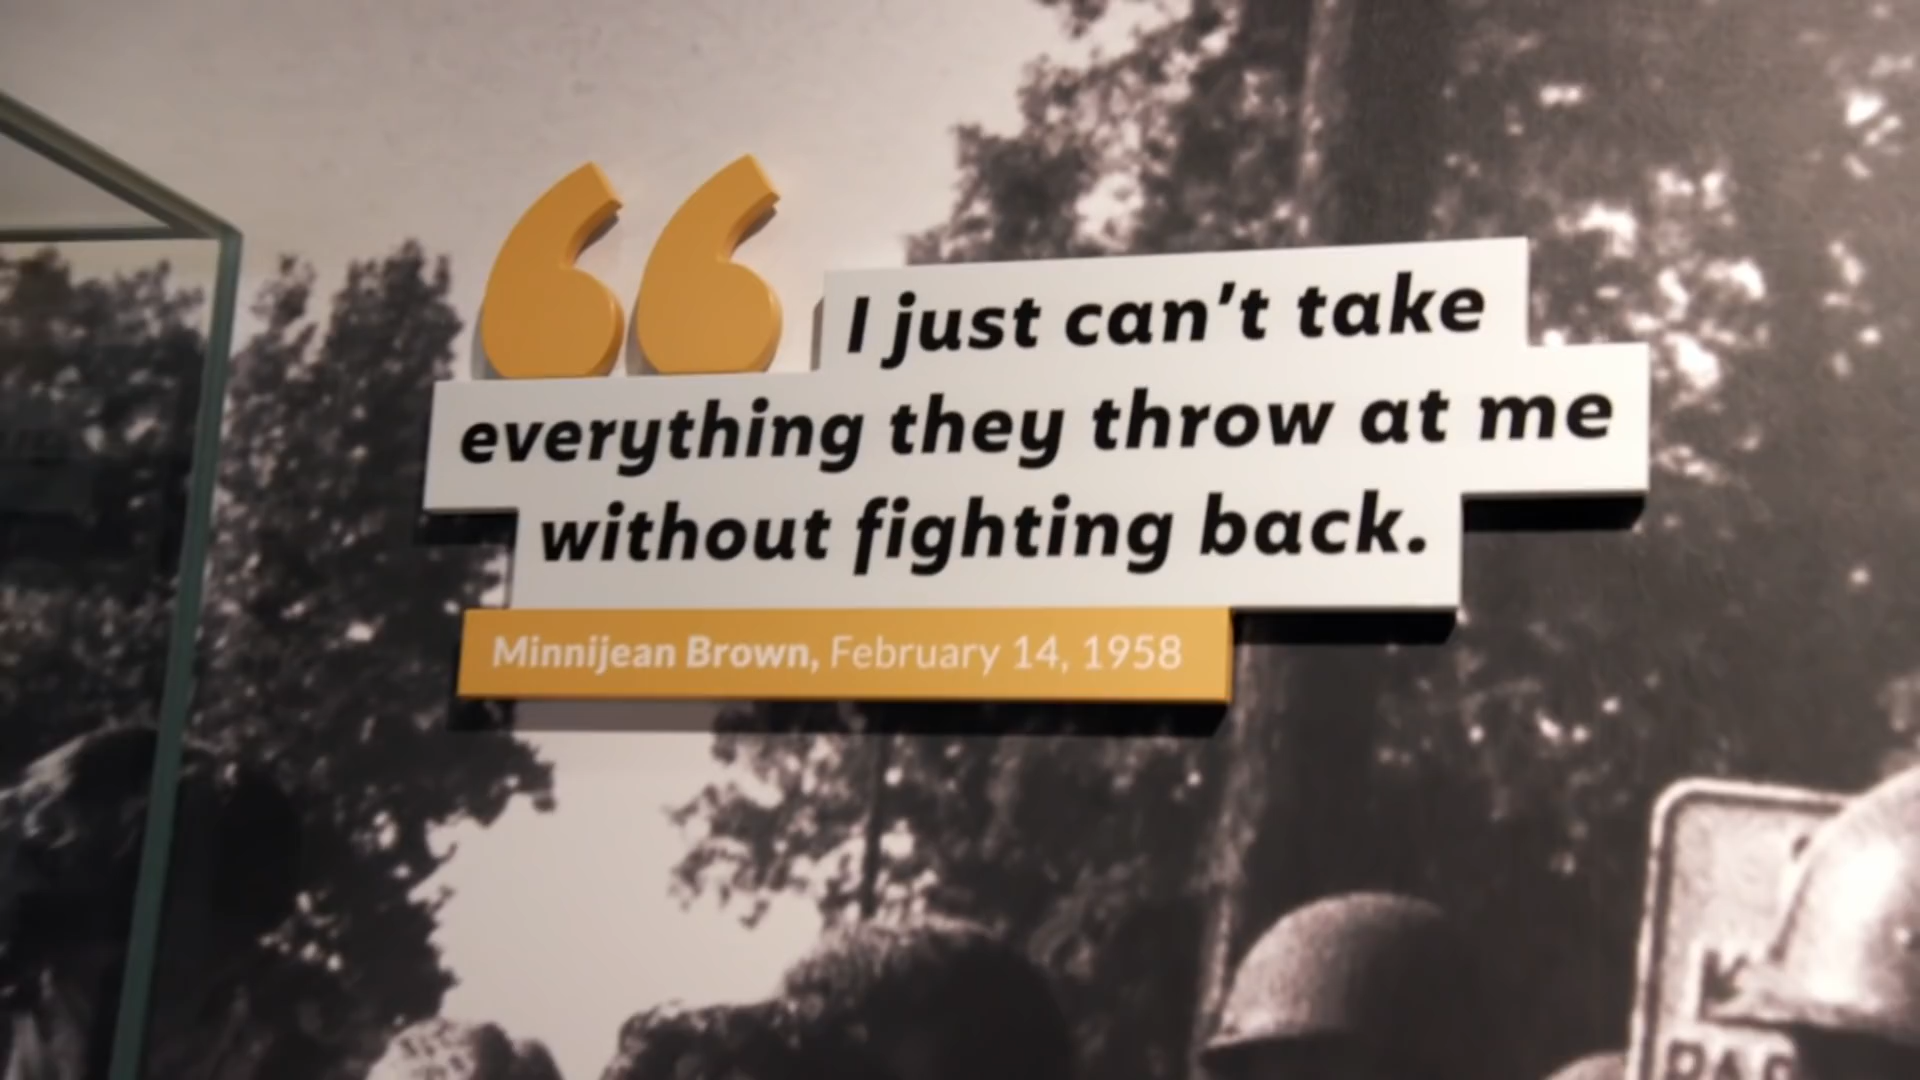 I just can't take
everything they throw at me
without fighting back.
Minnijean Brown, February 14, 1958